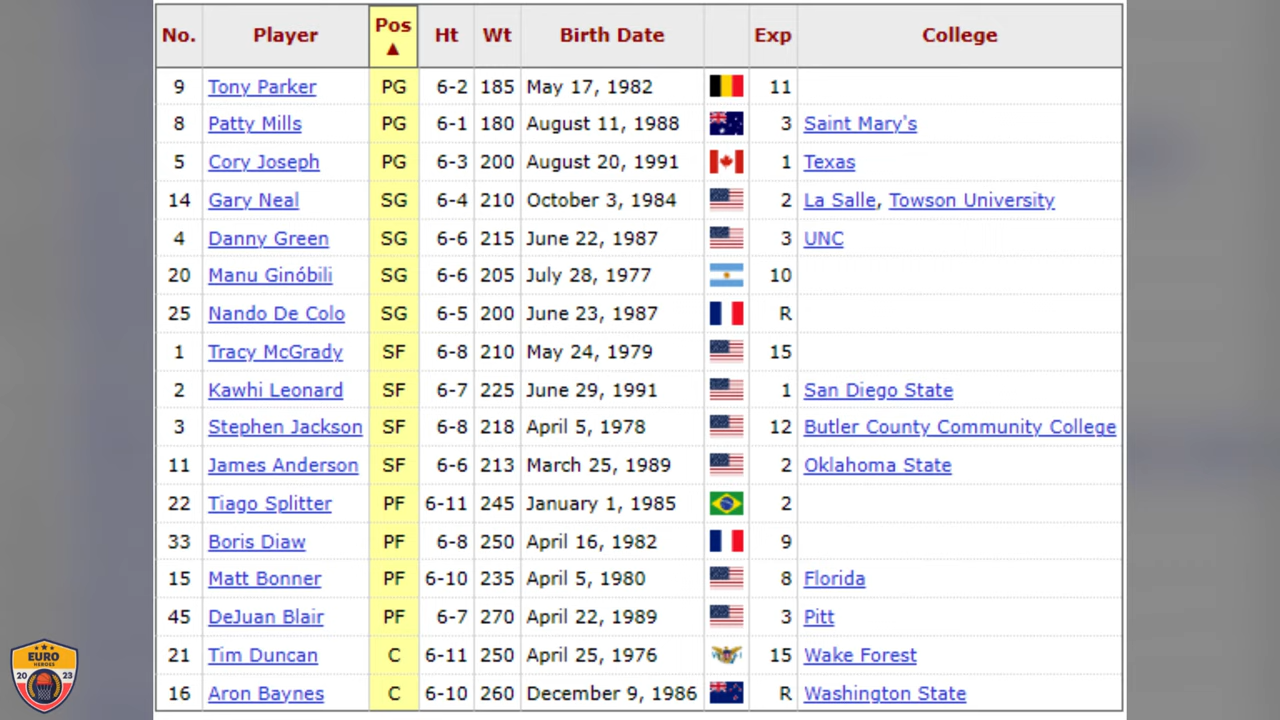 No. Player Pos ▲ Ht Wt Birth Date Exp College
9 Tony Parker PG 6-2 185 May 17, 1982 11
8 Patty Mills PG 6-1 180 August 11, 1988 3 Saint Mary's
5 Cory Joseph PG 6-3 200 August 20, 1991 1 Texas
14 Gary Neal SG 6-4 210 October 3, 1984 2 La Salle, Towson University
4 Danny Green SG 6-6 215 June 22, 1987 3 UNC
20 Manu Ginóbili SG 6-6 205 July 28, 1977 10
25 Nando De Colo SG 6-5 200 June 23, 1987 R
1 Tracy McGrady SF 6-8 210 May 24, 1979 15
2 Kawhi Leonard SF 6-7 225 June 29, 1991 1 San Diego State
3 Stephen Jackson SF 6-8 218 April 5, 1978 12 Butler County Community College
11 James Anderson SF 6-6 213 March 25, 1989 2 Oklahoma State
22 Tiago Splitter PF 6-11 245 January 1, 1985 2
33 Boris Diaw PF 6-8 250 April 16, 1982 9
15 Matt Bonner PF 6-10 235 April 5, 1980 8 Florida
45 DeJuan Blair PF 6-7 270 April 22, 1989 3 Pitt
21 Tim Duncan C 6-11 250 April 25, 1976 15 Wake Forest
16 Aron Baynes C 6-10 260 December 9, 1986 R Washington State
EURO
HEROES
20 23